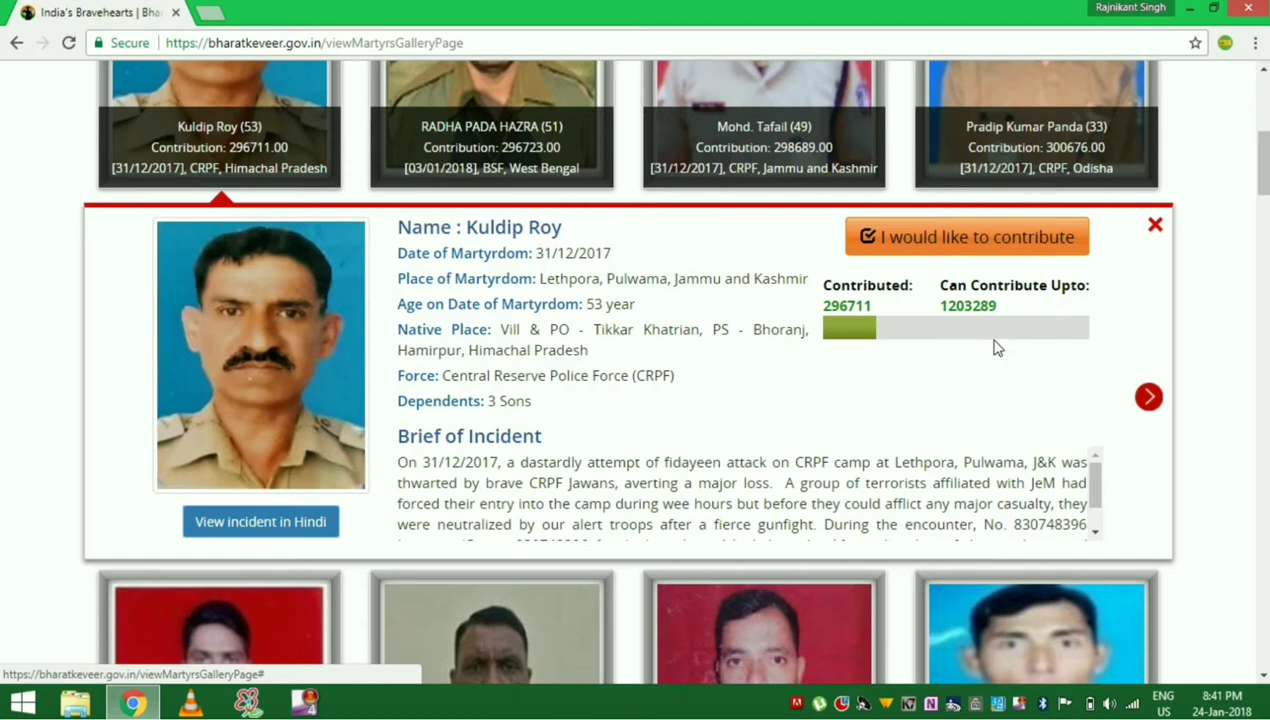 India's Bravehearts | Bha
Rajnikant Singh
Secure
https://bharatkeveer.gov.in/viewMartyrsGalleryPage
Kuldip Roy (53)
Contribution: 296711.00
[31/12/2017], CRPF, Himachal Pradesh
RADHA PADA HAZRA (51)
Contribution: 296723.00
[03/01/2018], BSF, West Bengal
Mohd. Tafail (49)
Contribution: 298689.00
[31/12/2017], CRPF, Jammu and Kashmir
Pradip Kumar Panda (33)
Contribution: 300676.00
[31/12/2017], CRPF, Odisha
Name : Kuldip Roy
Date of Martyrdom: 31/12/2017
Place of Martyrdom: Lethpora, Pulwama, Jammu and Kashmir
Age on Date of Martyrdom: 53 year
Native Place: Vill & PO - Tikkar Khatrian, PS - Bhoranj,
Hamirpur, Himachal Pradesh
Force: Central Reserve Police Force (CRPF)
Dependents: 3 Sons
I would like to contribute
Contributed: Can Contribute Upto:
296711 1203289
Brief of Incident
On 31/12/2017, a dastardly attempt of fidayeen attack on CRPF camp at Lethpora, Pulwama, J&K was
thwarted by brave CRPF Jawans, averting a major loss. A group of terrorists affiliated with JeM had
forced their entry into the camp during wee hours but before they could afflict any major casualty, they
were neutralized by our alert troops after a fierce gunfight. During the encounter, No. 830748396
View incident in Hindi
https://bharatkeveer.gov.in/viewMartyrsGalleryPage#
ENG
US
8:41 PM
24-Jan-2018